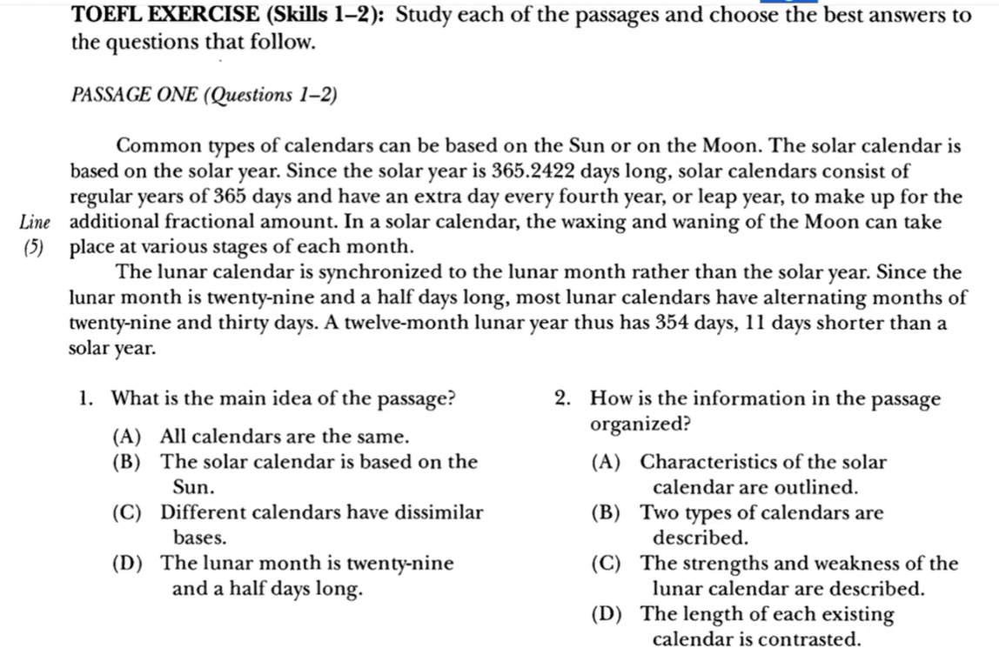 TOEFL EXERCISE (Skills 1–2): Study each of the passages and choose the best answers to
the questions that follow.
PASSAGE ONE (Questions 1–2)
Common types of calendars can be based on the Sun or on the Moon. The solar calendar is
based on the solar year. Since the solar year is 365.2422 days long, solar calendars consist of
regular years of 365 days and have an extra day every fourth year, or leap year, to make up for the
Line additional fractional amount. In a solar calendar, the waxing and waning of the Moon can take
(5) place at various stages of each month.
The lunar calendar is synchronized to the lunar month rather than the solar year. Since the
lunar month is twenty-nine and a half days long, most lunar calendars have alternating months of
twenty-nine and thirty days. A twelve-month lunar year thus has 354 days, 11 days shorter than a
solar year.
1. What is the main idea of the passage?
(A) All calendars are the same.
(B) The solar calendar is based on the
Sun.
(C) Different calendars have dissimilar
bases.
(D) The lunar month is twenty-nine
and a half days long.
2. How is the information in the passage
organized?
(A) Characteristics of the solar
calendar are outlined.
(B) Two types of calendars are
described.
(C) The strengths and weakness of the
lunar calendar are described.
(D) The length of each existing
calendar is contrasted.